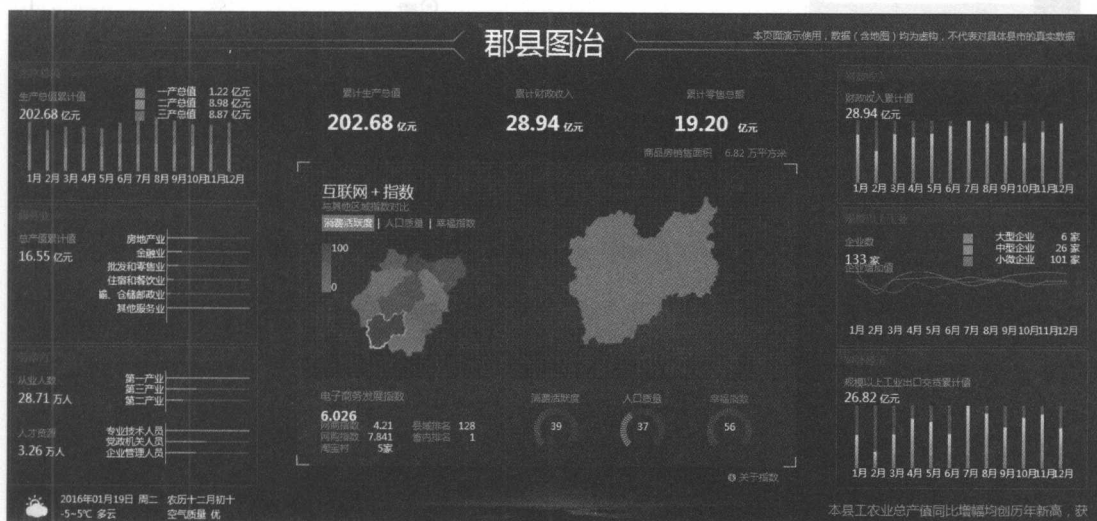 郡县图治
本页面演示使用，数据（含地图）均为虚构，不代表对具体县市的真实数据
生产总值累计值
202.68 亿元
一产总值 1.22 亿元
二产总值 8.98 亿元
三产总值 8.87 亿元
1月 2月 3月 4月 5月 6月 7月 8月 9月10月11月12月
总产值累计值
16.55 亿元
房地产业
金融业
批发和零售业
住宿和餐饮业
输、仓储邮政业
其他服务业
从业人数
28.71 万人
第一产业
第三产业
第二产业
人才资源
3.26 万人
专业技术人员
党政机关人员
企业管理人员
2016年01月19日 周二 农历十二月初十
-5~5℃ 多云 空气质量 优
累计生产总值
202.68 亿元
累计财政收入
28.94 亿元
累计零售总额
19.20 亿元
商品房销售面积 6.82 万平方米
互联网+指数
与其他区域指数对比
消费活跃度 | 人口质量 | 幸福指数
100
0
电子商务发展指数
6.026
网商指数 4.21 县域排名 128
网购指数 7.841 省内排名 1
淘宝村 5家
消费活跃度
39
人口质量
37
幸福指数
56
关于指数
财政收入
财政收入累计值
28.94 亿元
1月 2月 3月 4月 5月 6月 7月 8月 9月 10月11月12月
企业数
133 家
大型企业 6 家
中型企业 26 家
小微企业 101 家
企业增加值
1月 2月 3月 4月 5月 6月 7月 8月 9月 10月11月12月
规模以上工业出口交货累计值
26.82 亿元
1月 2月 3月 4月 5月 6月 7月 8月 9月 10月11月12月
本县工农业总产值同比增幅均创历年新高，获